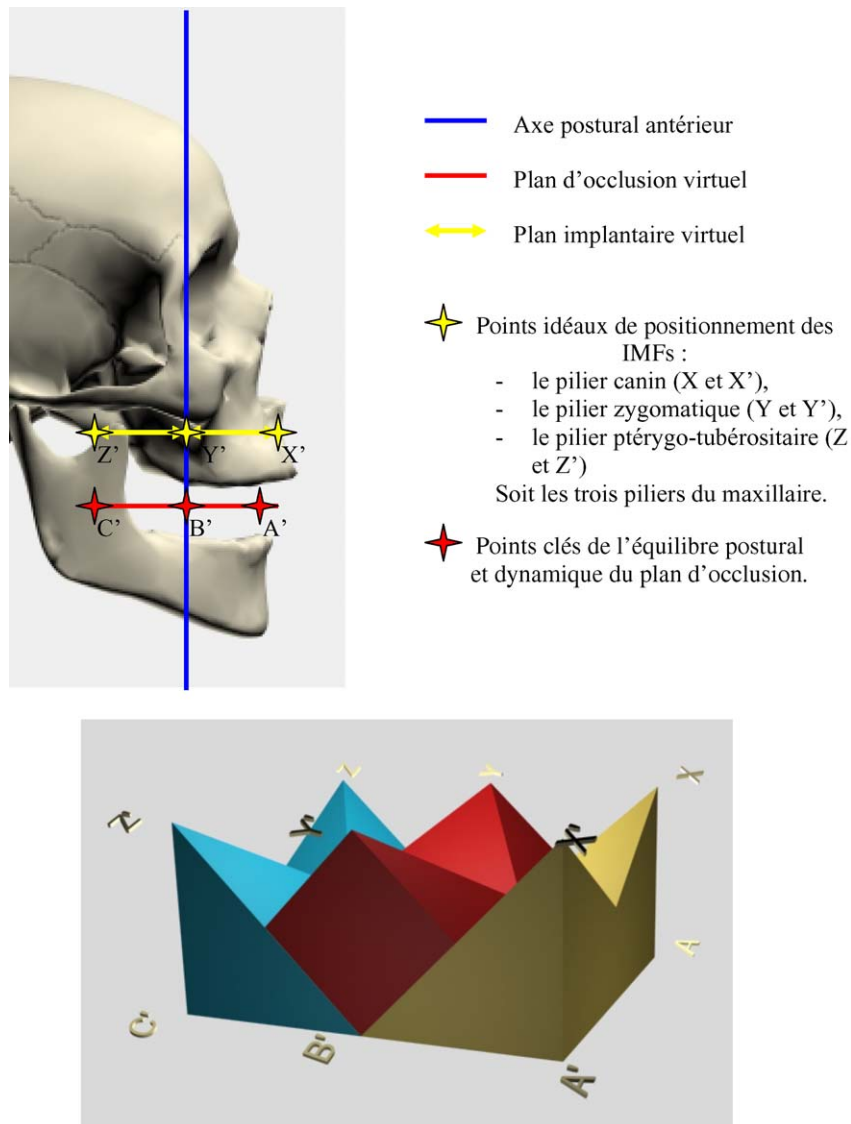 Axe postural antérieur
Plan d’occlusion virtuel
Plan implantaire virtuel
Points idéaux de positionnement des
IMFs :
- le pilier canin (X et X’),
- le pilier zygomatique (Y et Y’),
- le pilier ptérygo-tubérositaire (Z
et Z’)
Soit les trois piliers du maxillaire.
Points clés de l’équilibre postural
et dynamique du plan d’occlusion.
Z’ Y’ X’
C’ B’ A’
Z' Y' Z Y X' X
C' B' A' A